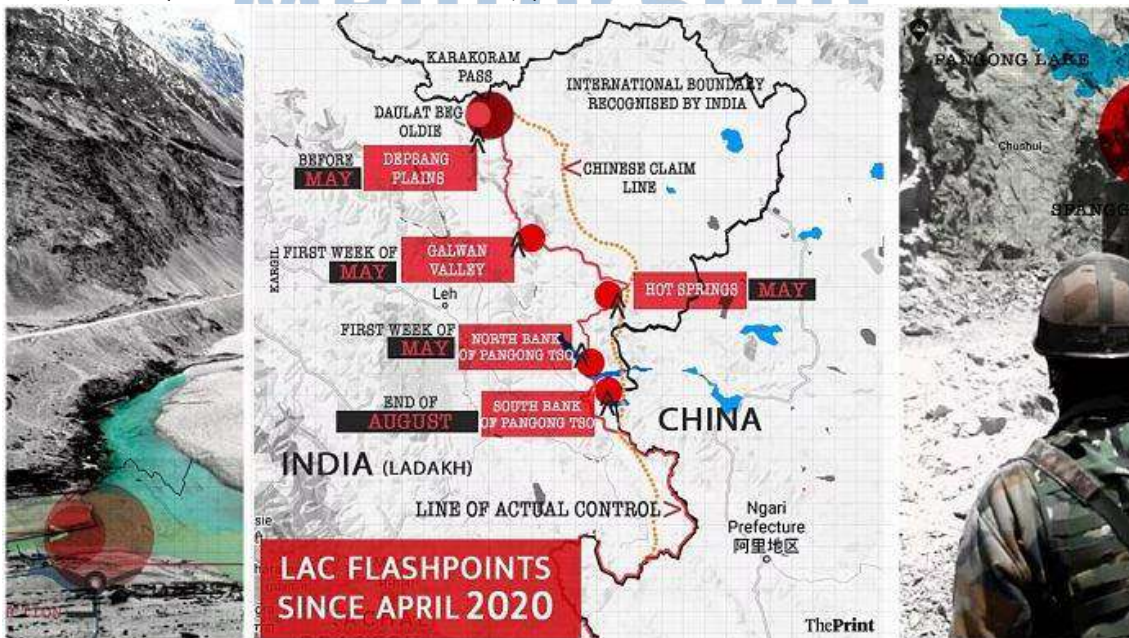 KARAKORAM
PASS
INTERNATIONAL BOUNDARY
RECOGNISED BY INDIA
DAULAT BEG
OLDIE
BEFORE
MAY
DEPSANG
PLAINS
CHINESE CLAIM
LINE
FIRST WEEK OF
MAY
GALWAN
VALLEY
KARGIL
Leh
HOT SPRINGS
MAY
FIRST WEEK OF
MAY
NORTH BANK
OF PANGONG TSO
END OF
AUGUST
SOUTH BANK
OF PANGONG TSO
CHINA
INDIA (LADAKH)
LINE OF ACTUAL CONTROL
Ngari
Prefecture
阿里地区
LAC FLASHPOINTS
SINCE APRIL 2020
ThePrint
PANGONG LAKE
Chushul